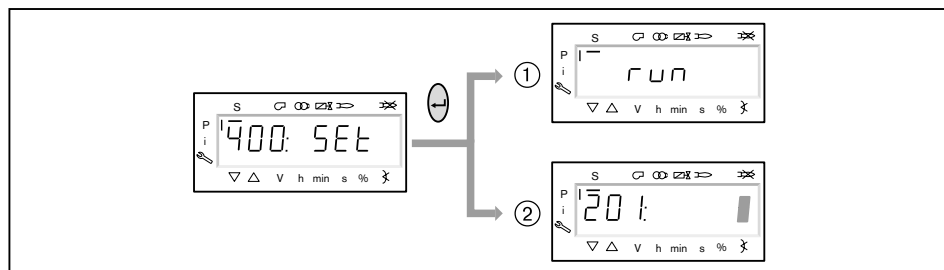 S
P
i
400: SEt
V h min s %
①
S
P
i
run
V h min s %
②
S
P
i
201:
V h min s %